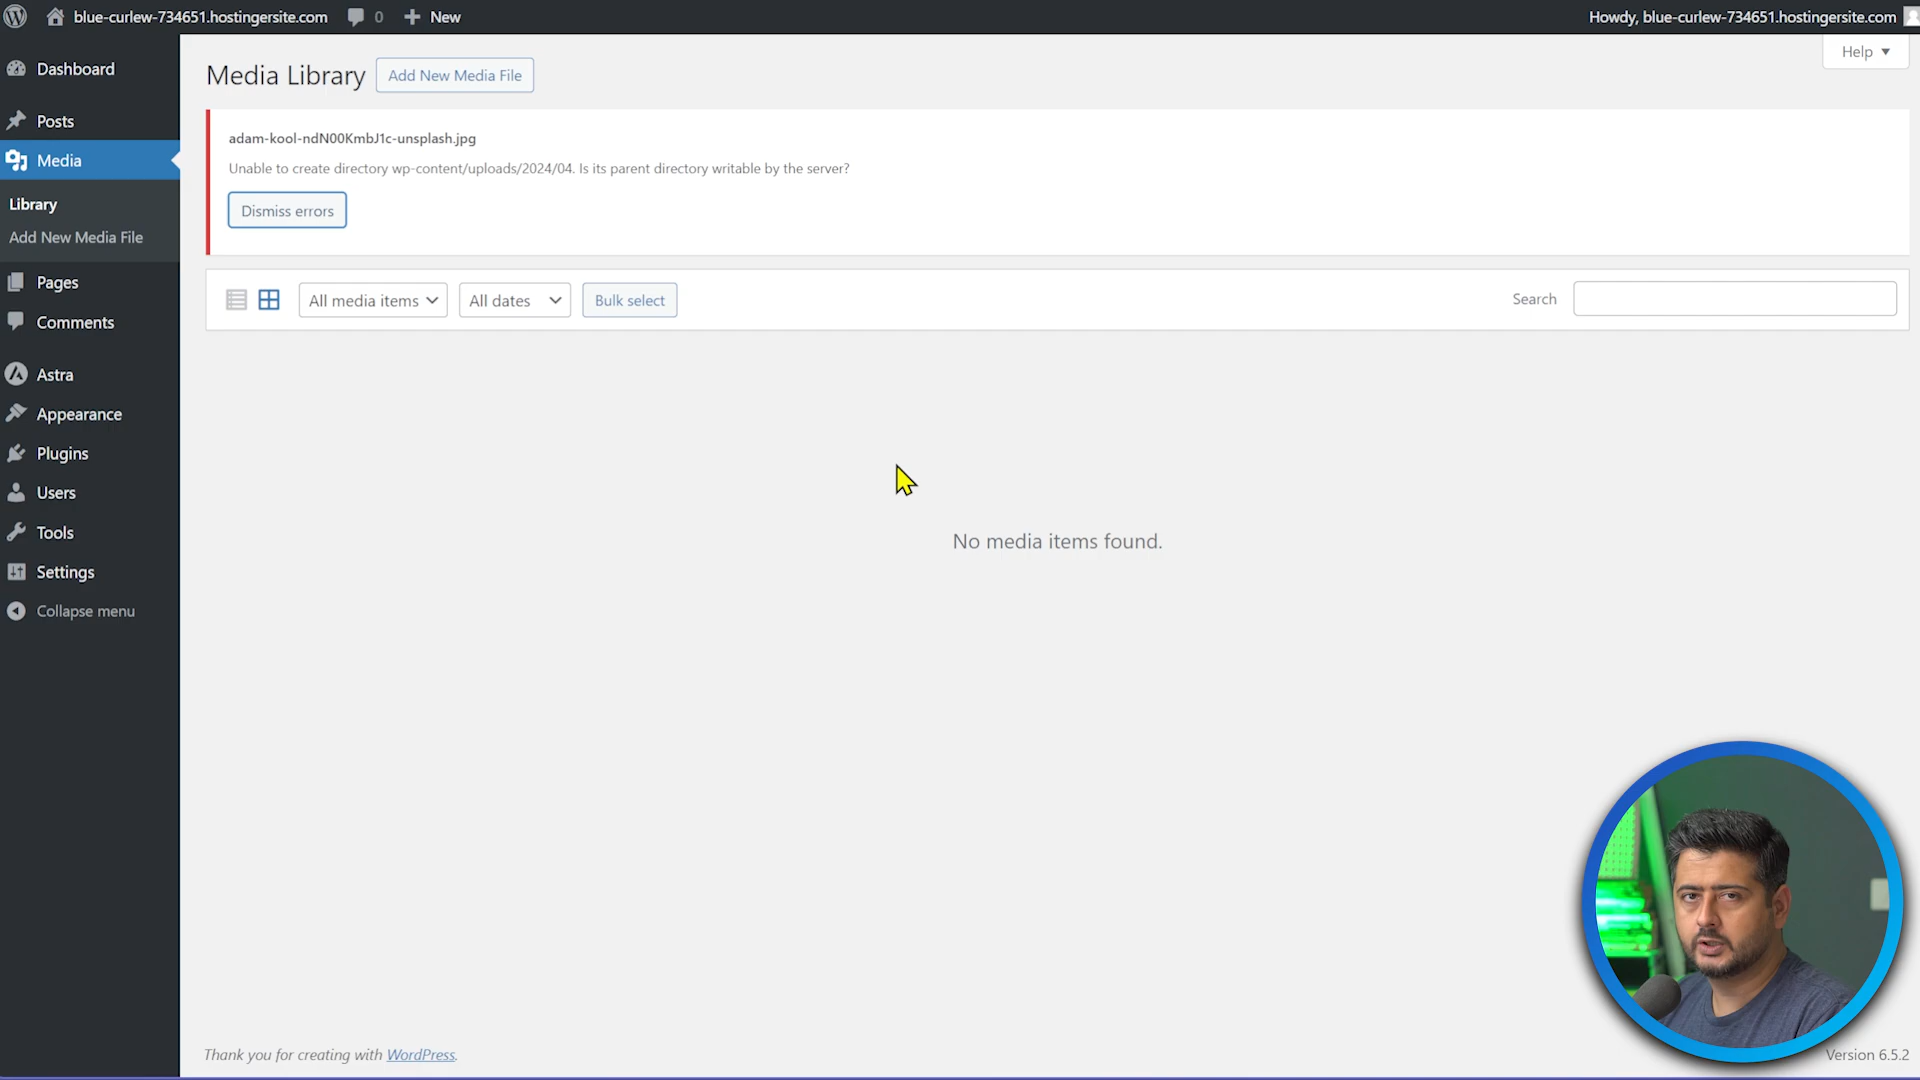 blue-curlew-734651.hostingersite.com 0 New Howdy, blue-curlew-734651.hostingersite.com
Help
Media Library Add New Media File
Dashboard
Posts
Media
Library
Add New Media File
Pages
Comments
Astra
Appearance
Plugins
Users
Tools
Settings
Collapse menu
adam-kool-ndN00KmbJ1c-unsplash.jpg
Unable to create directory wp-content/uploads/2024/04. Is its parent directory writable by the server?
Dismiss errors
All media items All dates Bulk select Search
No media items found.
Thank you for creating with WordPress. Version 6.5.2